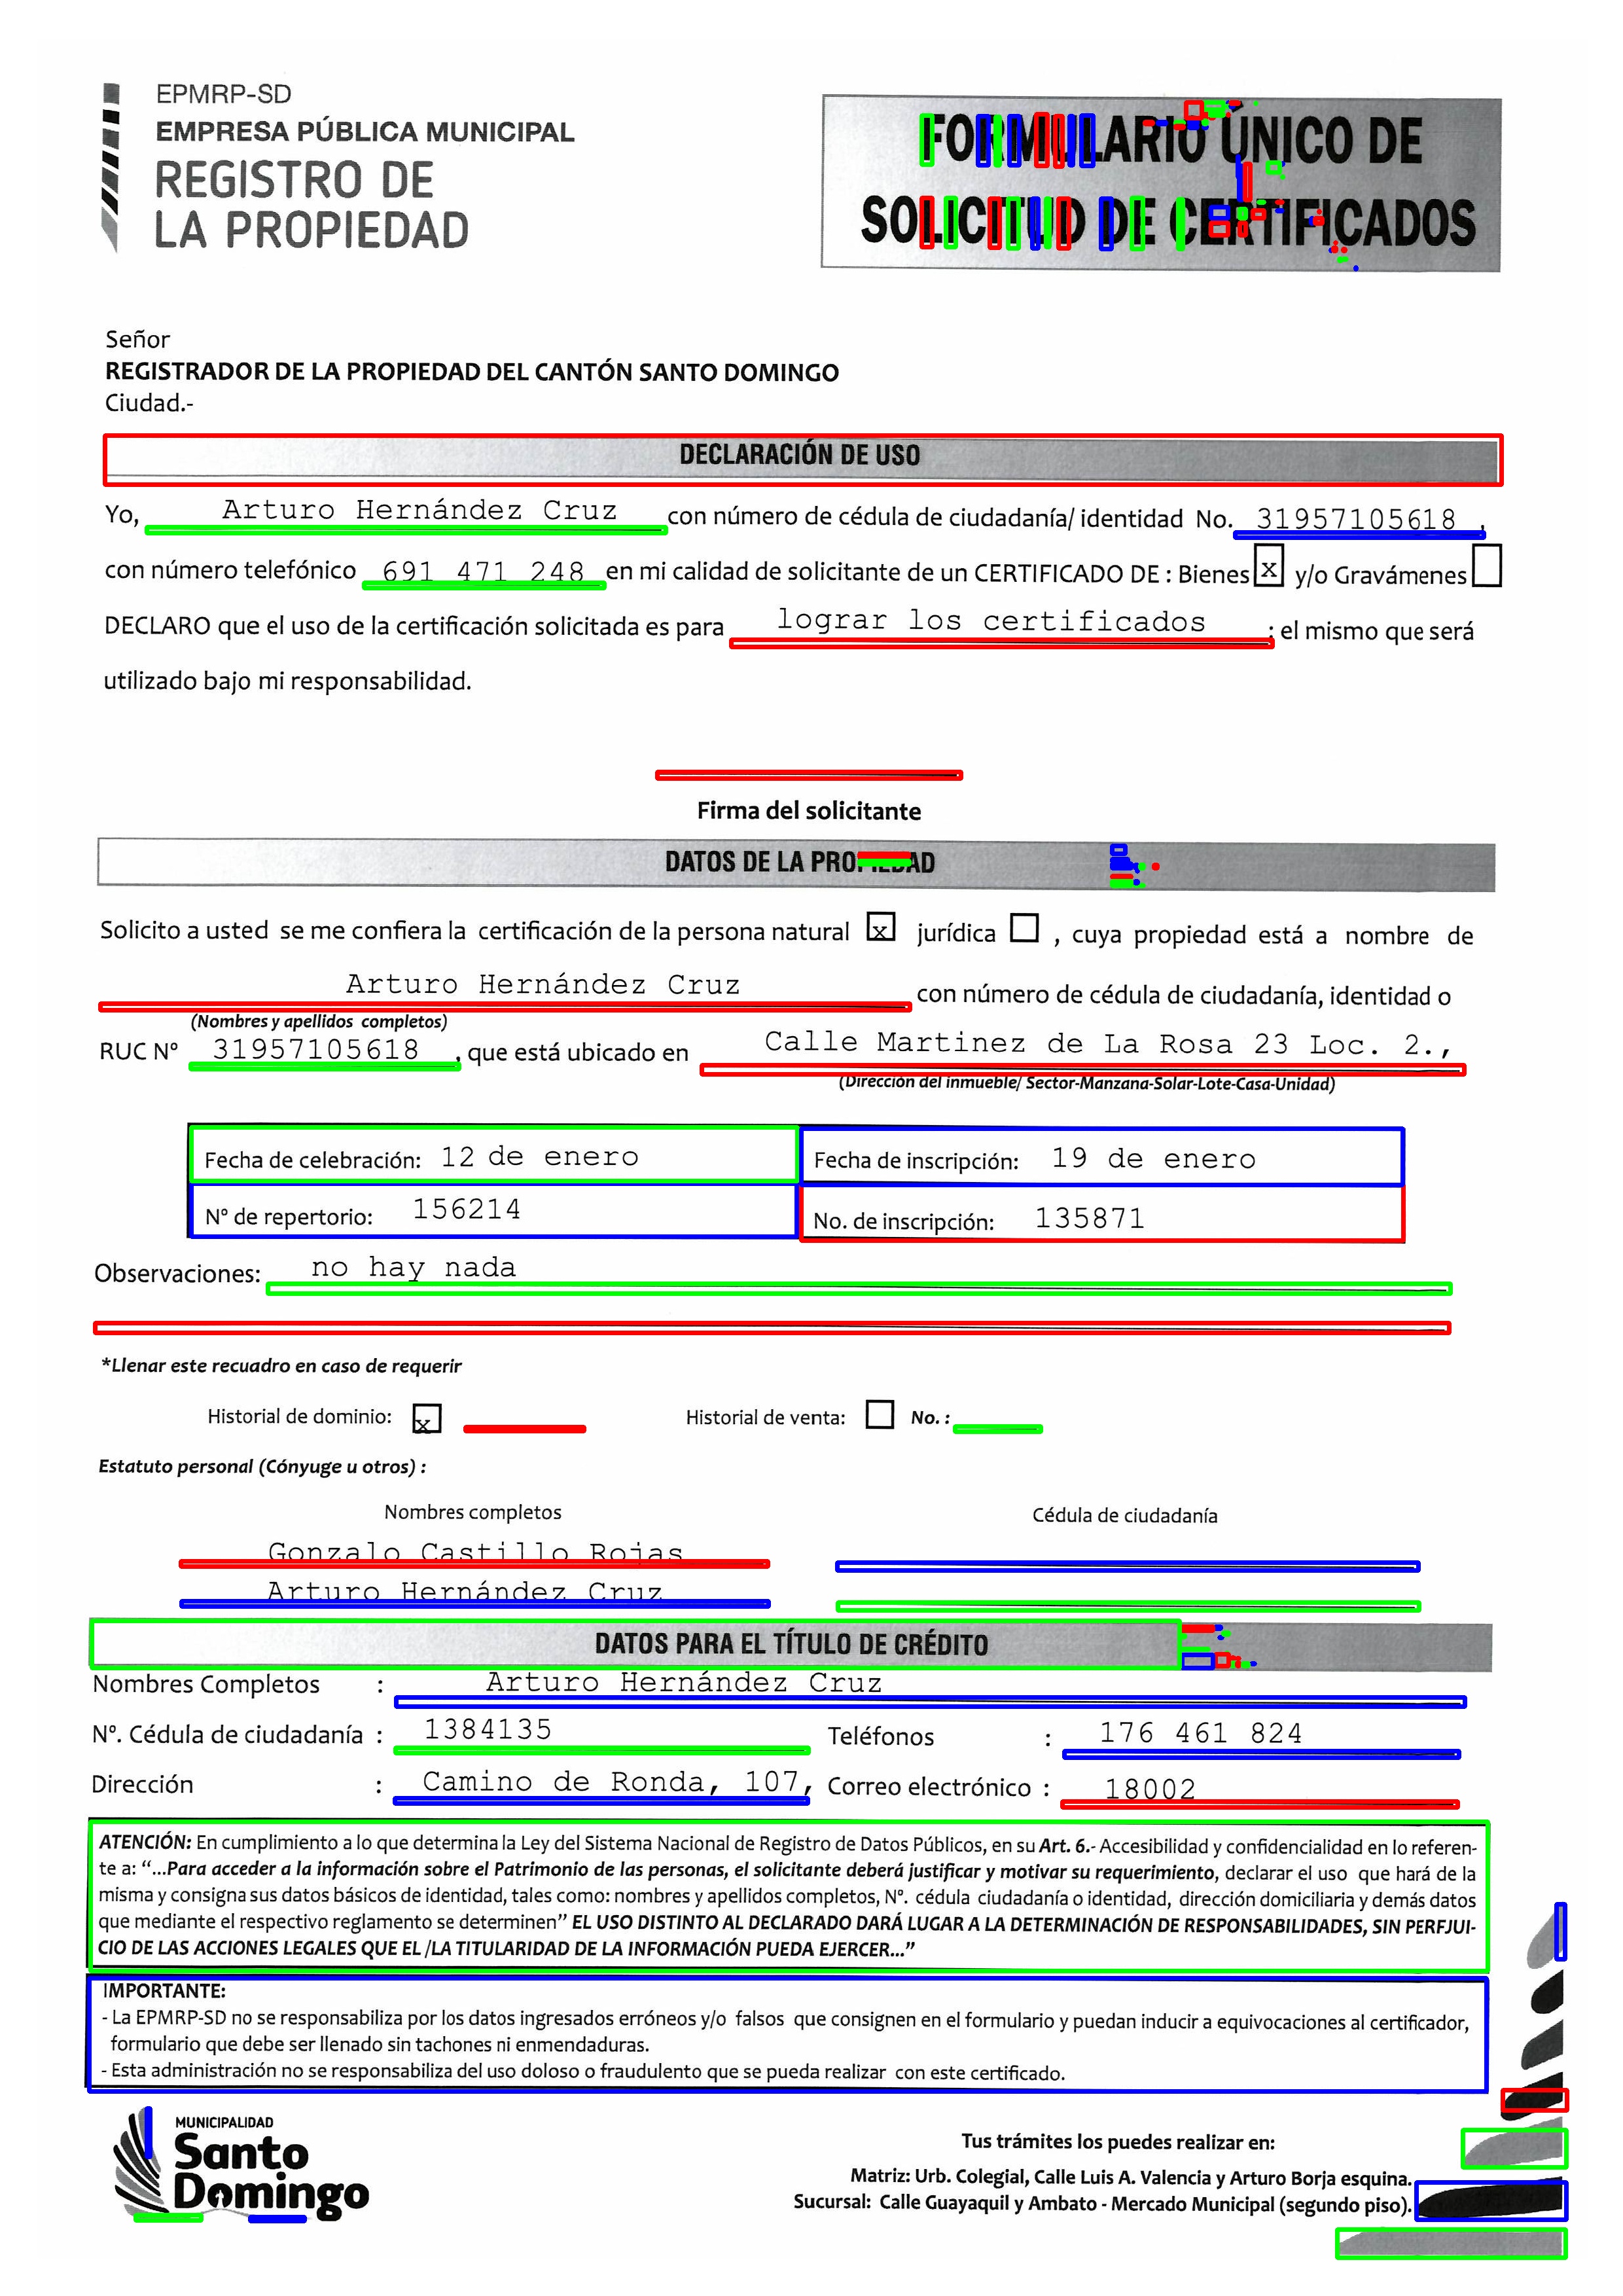 EPMRP-SD
EMPRESA PÚBLICA MUNICIPAL
REGISTRO DE
LA PROPIEDAD
FORMULARIO ÚNICO DE
SOLICITUD DE CERTIFICADOS
Señor
REGISTRADOR DE LA PROPIEDAD DEL CANTÓN SANTO DOMINGO
Ciudad.-
DECLARACIÓN DE USO
Yo, Arturo Hernández Cruz con número de cédula de ciudadanía/ identidad No. 31957105618 ,
con número telefónico 691 471 248 en mi calidad de solicitante de un CERTIFICADO DE : Bienes x y/o Gravámenes
DECLARO que el uso de la certificación solicitada es para lograr los certificados ; el mismo que será
utilizado bajo mi responsabilidad.
Firma del solicitante
DATOS DE LA PROPIEDAD
Solicito a usted se me confiera la certificación de la persona natural x jurídica , cuya propiedad está a nombre de
Arturo Hernández Cruz con número de cédula de ciudadanía, identidad o
(Nombres y apellidos completos)
RUC Nº 31957105618 , que está ubicado en Calle Martinez de La Rosa 23 Loc. 2.,
(Dirección del inmueble/ Sector-Manzana-Solar-Lote-Casa-Unidad)
Fecha de celebración: 12 de enero Fecha de inscripción: 19 de enero
Nº de repertorio: 156214 No. de inscripción: 135871
Observaciones: no hay nada
*Llenar este recuadro en caso de requerir
Historial de dominio: x Historial de venta: No. :
Estatuto personal (Cónyuge u otros) :
Nombres completos Cédula de ciudadanía
Gonzalo Castillo Rojas
Arturo Hernández Cruz
DATOS PARA EL TÍTULO DE CRÉDITO
Nombres Completos : Arturo Hernández Cruz
Nº. Cédula de ciudadanía : 1384135 Teléfonos : 176 461 824
Dirección : Camino de Ronda, 107, Correo electrónico : 18002
ATENCIÓN: En cumplimiento a lo que determina la Ley del Sistema Nacional de Registro de Datos Públicos, en su Art. 6.- Accesibilidad y confidencialidad en lo referen-
te a: “...Para acceder a la información sobre el Patrimonio de las personas, el solicitante deberá justificar y motivar su requerimiento, declarar el uso que hará de la
misma y consigna sus datos básicos de identidad, tales como: nombres y apellidos completos, Nº. cédula ciudadanía o identidad, dirección domiciliaria y demás datos
que mediante el respectivo reglamento se determinen” EL USO DISTINTO AL DECLARADO DARÁ LUGAR A LA DETERMINACIÓN DE RESPONSABILIDADES, SIN PERFJUI-
CIO DE LAS ACCIONES LEGALES QUE EL /LA TITULARIDAD DE LA INFORMACIÓN PUEDA EJERCER...”
IMPORTANTE:
- La EPMRP-SD no se responsabiliza por los datos ingresados erróneos y/o falsos que consignen en el formulario y puedan inducir a equivocaciones al certificador,
formulario que debe ser llenado sin tachones ni enmendaduras.
- Esta administración no se responsabiliza del uso doloso o fraudulento que se pueda realizar con este certificado.
MUNICIPALIDAD
Santo
Domingo
Tus trámites los puedes realizar en:
Matriz: Urb. Colegial, Calle Luis A. Valencia y Arturo Borja esquina.
Sucursal: Calle Guayaquil y Ambato - Mercado Municipal (segundo piso).